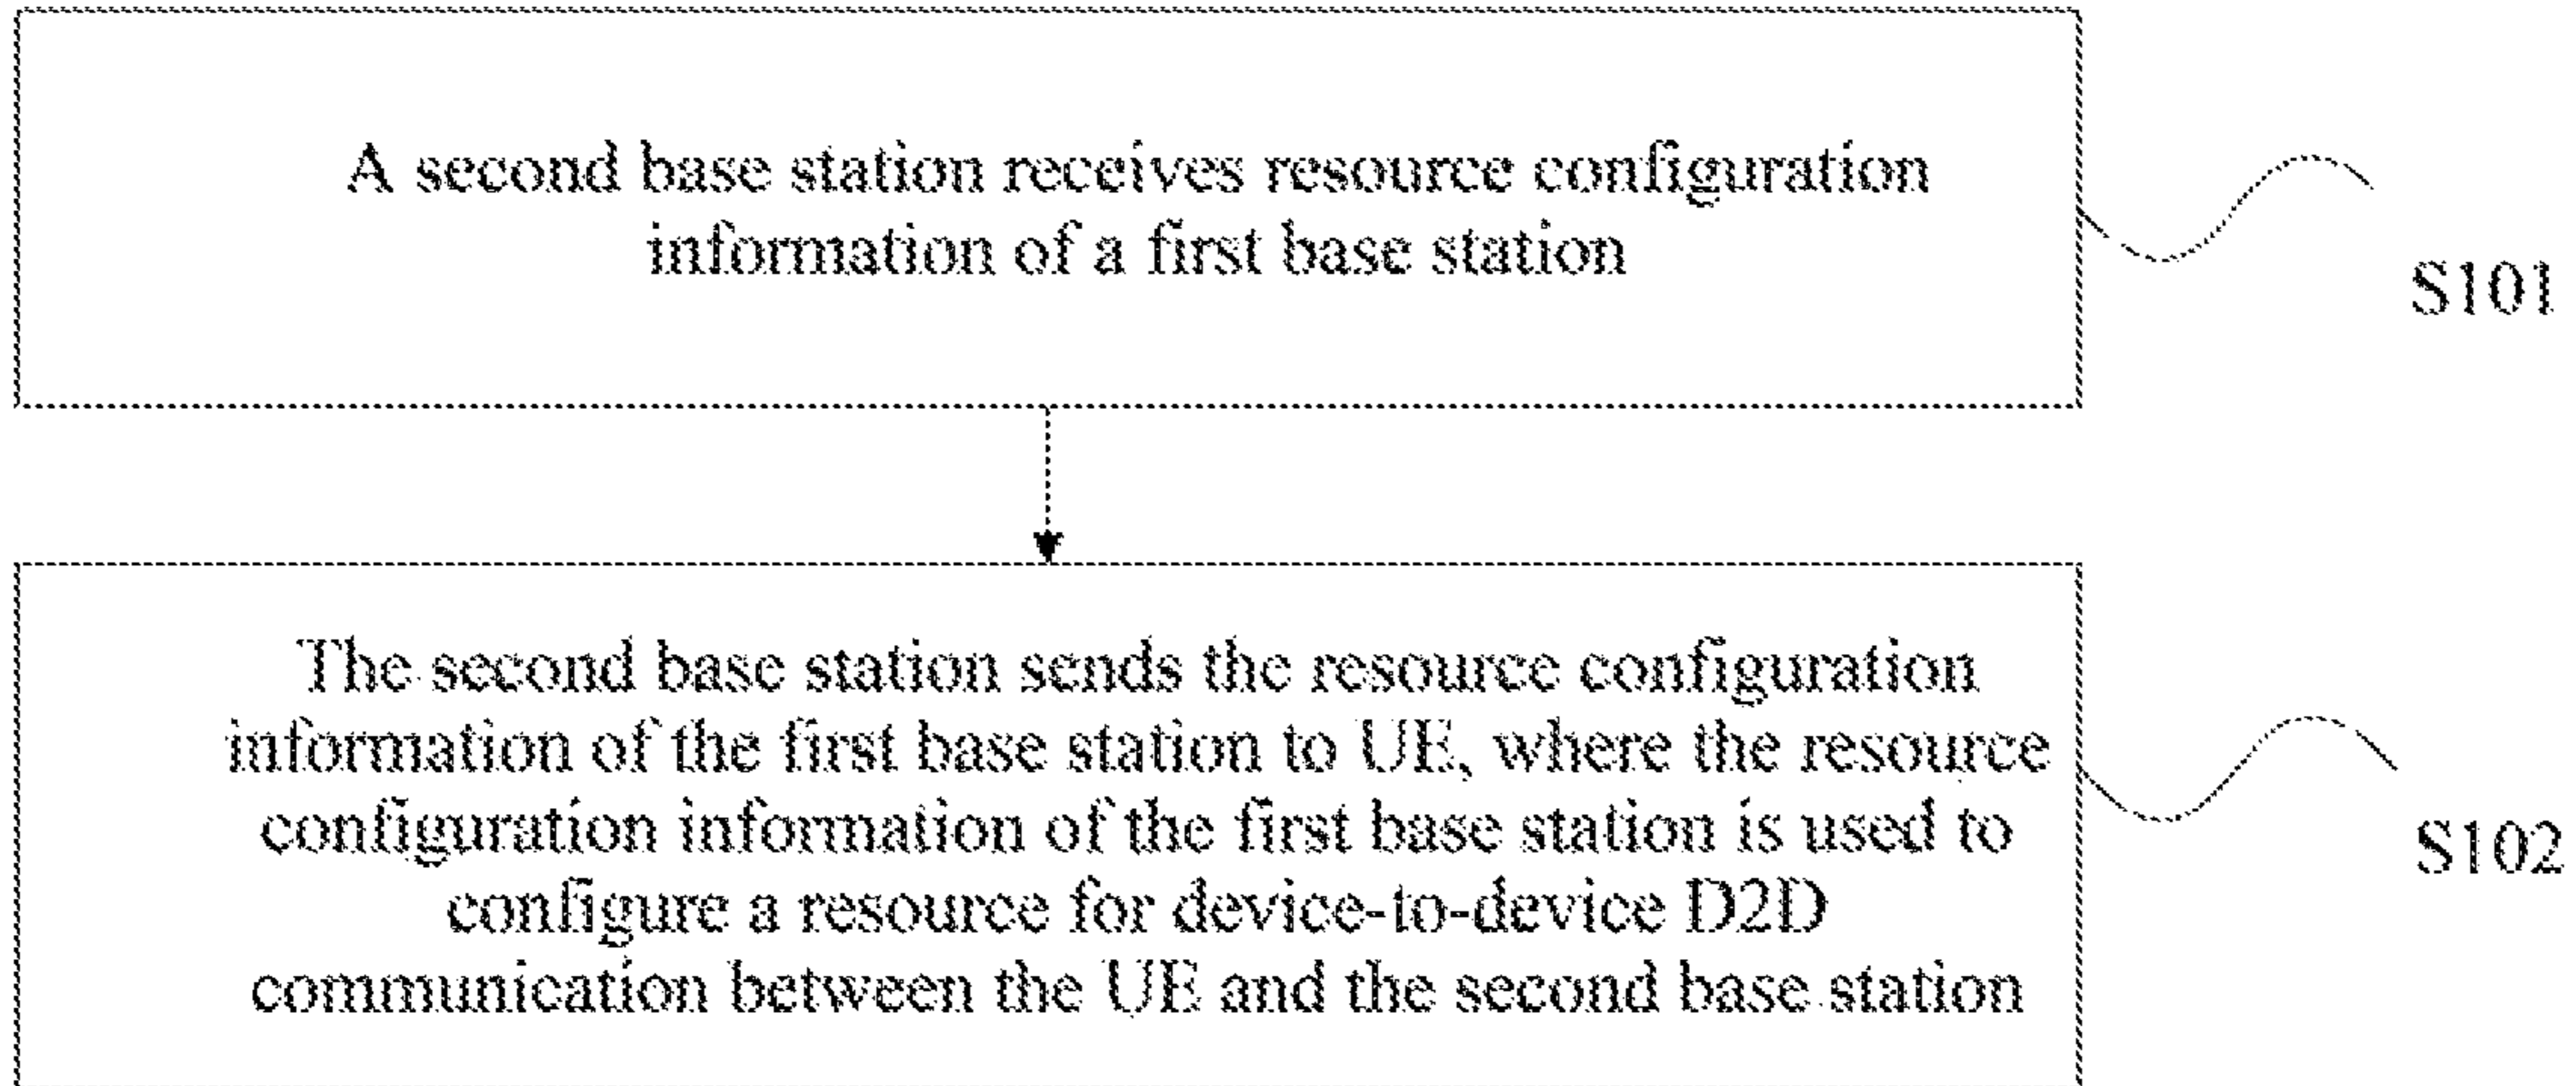 A second base station receives resource configuration
information of a first base station
S101
The second base station sends the resource configuration
information of the first base station to UE, where the resource
configuration information of the first base station is used to
configure a resource for device-to-device D2D
communication between the UE and the second base station
S102